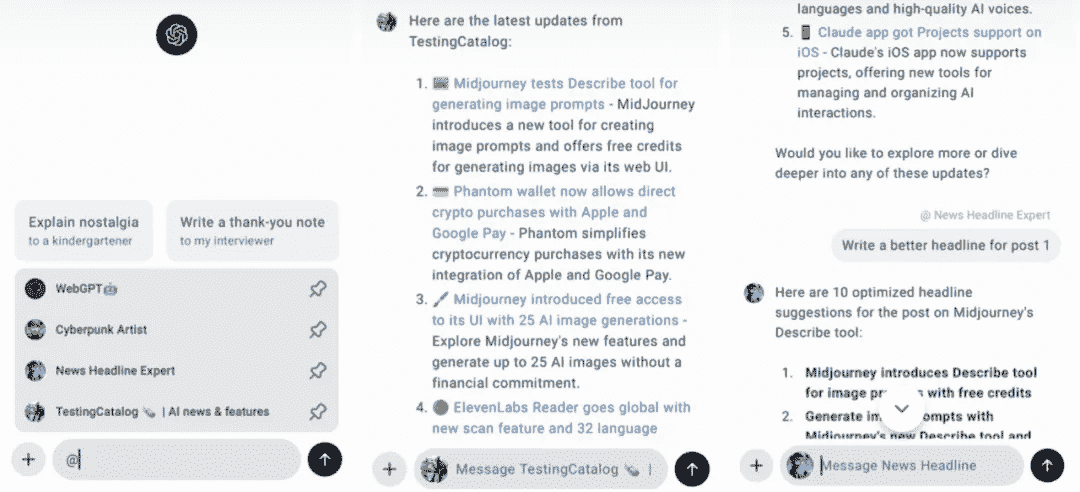 Explain nostalgia
to a kindergartener
Write a thank-you note
to my interviewer
WebGPT🤖
Cyberpunk Artist
News Headline Expert
TestingCatalog 🗞️ | AI news & features
@
Here are the latest updates from
TestingCatalog:
1. Midjourney tests Describe tool for
generating image prompts - MidJourney
introduces a new tool for creating
image prompts and offers free credits
for generating images via its web UI.
2. Phantom wallet now allows direct
crypto purchases with Apple and
Google Pay - Phantom simplifies
cryptocurrency purchases with its new
integration of Apple and Google Pay.
3. 🖌️ Midjourney introduced free access
to its UI with 25 AI image generations -
Explore Midjourney's new features and
generate up to 25 AI images without a
financial commitment.
4. ElevenLabs Reader goes global with
new scan feature and 32 language
Message TestingCatalog 🗞️ |
languages and high-quality AI voices.
5. 📱 Claude app got Projects support on
iOS - Claude's iOS app now supports
projects, offering new tools for
managing and organizing AI
interactions.
Would you like to explore more or dive
deeper into any of these updates?
@ News Headline Expert
Write a better headline for post 1
Here are 10 optimized headline
suggestions for the post on Midjourney's
Describe tool:
1. Midjourney introduces Describe tool
for image with free credits
2. Generate with
Midjourney's new Describe tool and
Message News Headline